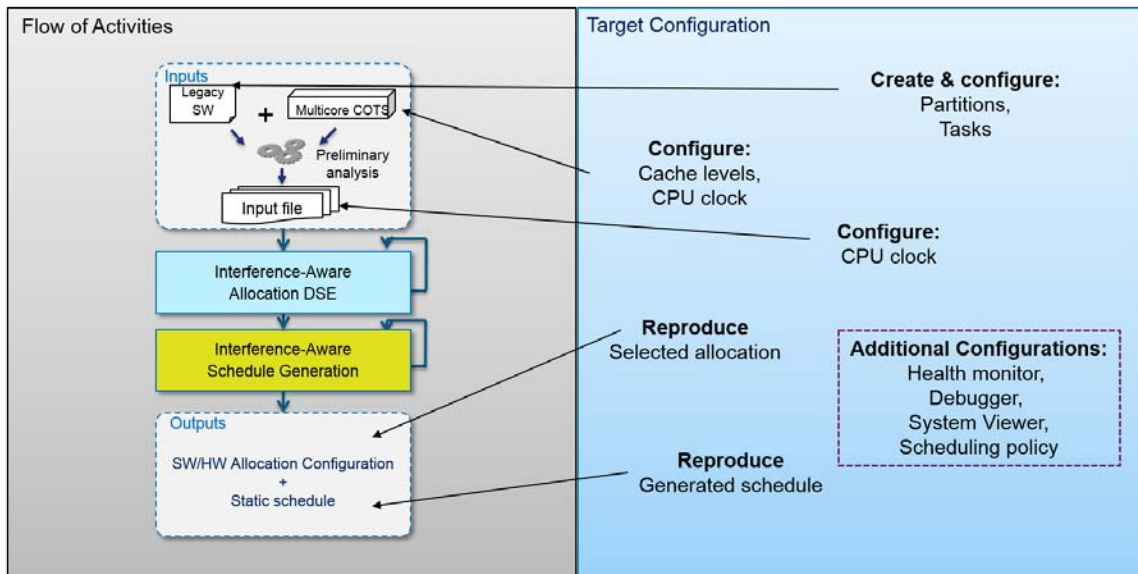 Flow of Activities
Inputs
Legacy
SW
+
Multicore COTS
Preliminary
analysis
Input file
Interference-Aware
Allocation DSE
Interference-Aware
Schedule Generation
Outputs
SW/HW Allocation Configuration
+
Static schedule
Target Configuration
Create & configure:
Partitions,
Tasks
Configure:
Cache levels,
CPU clock
Configure:
CPU clock
Reproduce
Selected allocation
Additional Configurations:
Health monitor,
Debugger,
System Viewer,
Scheduling policy
Reproduce
Generated schedule